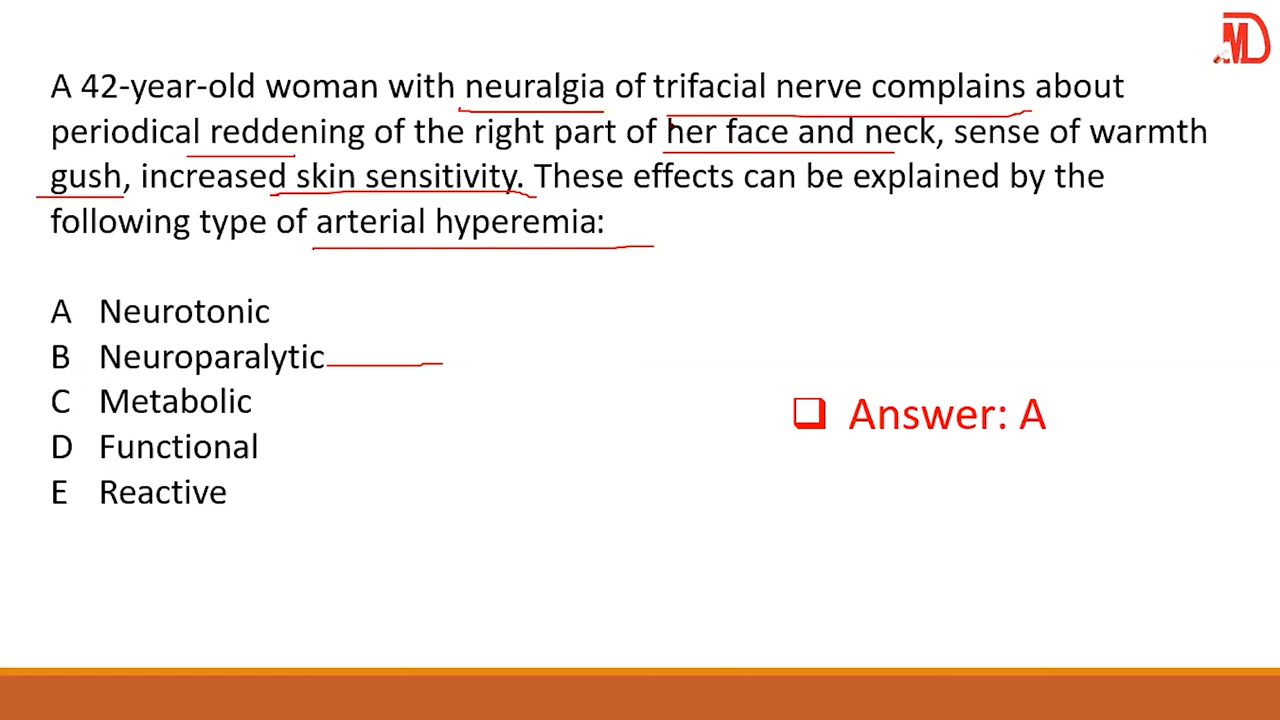 MD
A 42-year-old woman with neuralgia of trifacial nerve complains about
periodical reddening of the right part of her face and neck, sense of warmth
gush, increased skin sensitivity. These effects can be explained by the
following type of arterial hyperemia:
A Neurotonic
B Neuroparalytic
C Metabolic
D Functional
E Reactive
❑ Answer: A